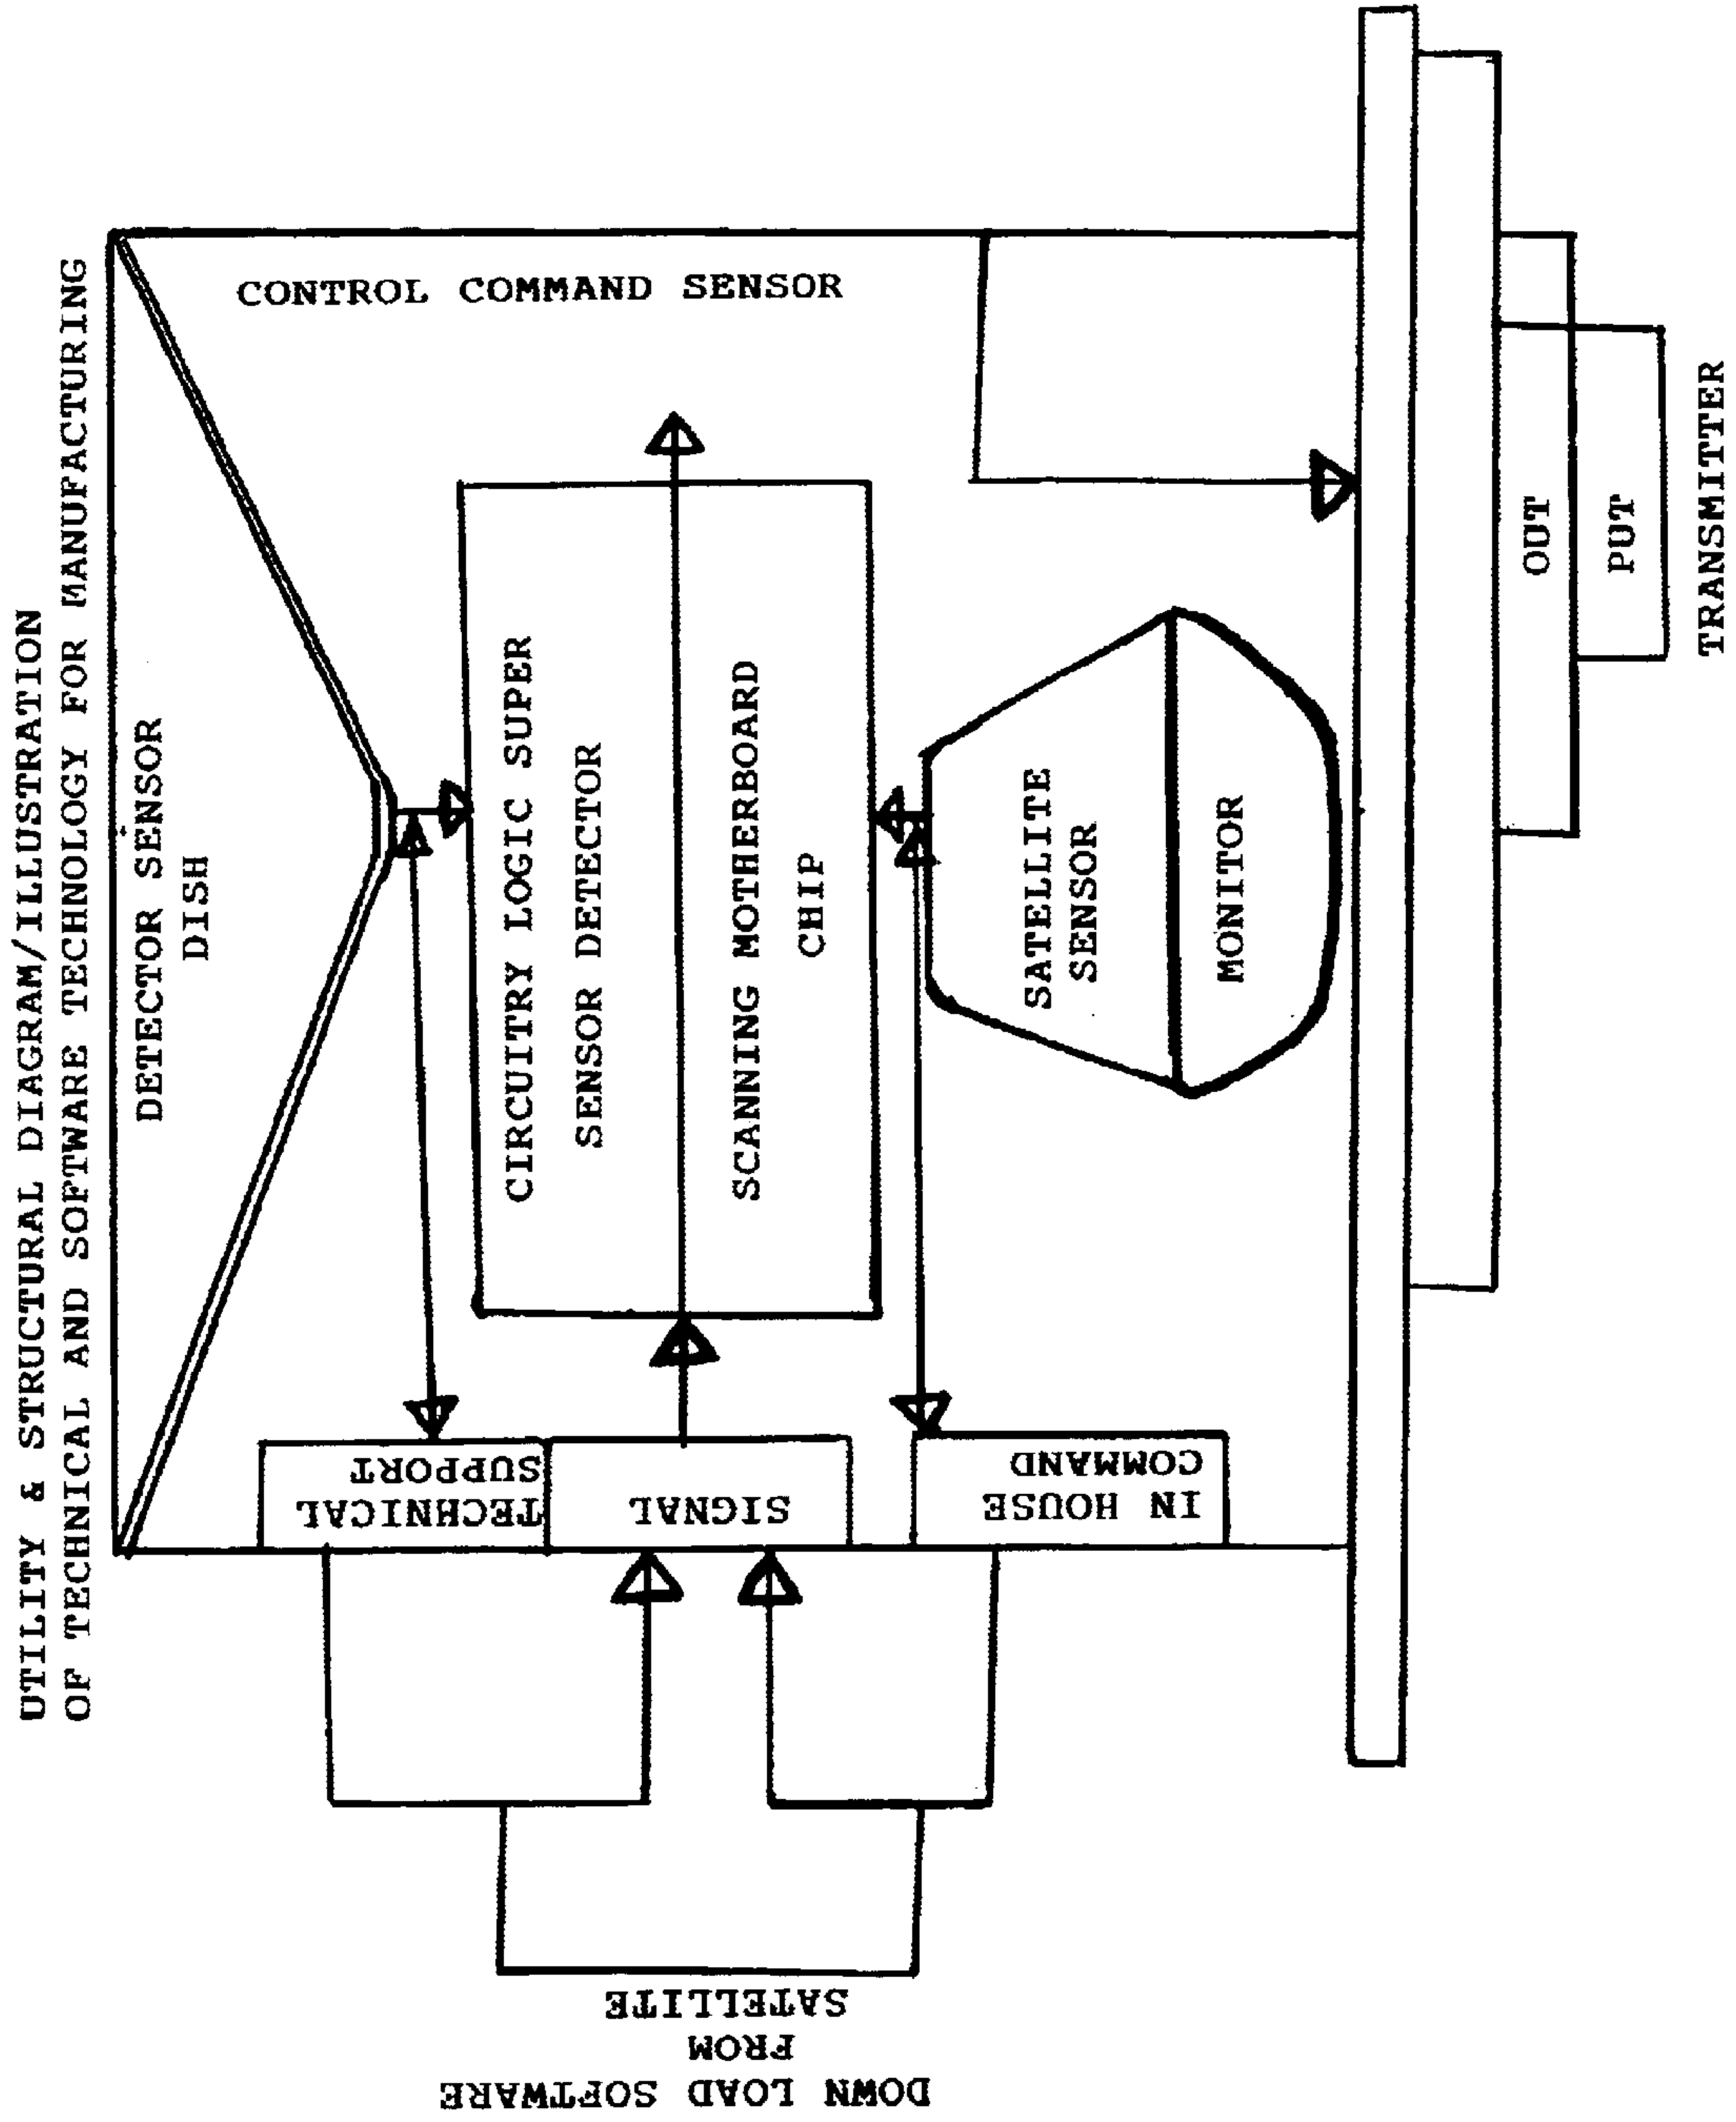 UTILITY & STRUCTURAL DIAGRAM/ILLUSTRATION
OF TECHNICAL AND SOFTWARE TECHNOLOGY FOR MANUFACTURING
DETECTOR SENSOR
DISH
CONTROL COMMAND SENSOR
CIRCUITRY LOGIC SUPER
SENSOR DETECTOR
SCANNING MOTHERBOARD
CHIP
SATELLITE
SENSOR
MONITOR
TECHNICAL
SUPPORT
SIGNAL
IN HOUSE
COMMAND
DOWN LOAD SOFTWARE
FROM
SATELLITE
OUT
PUT
TRANSMITTER